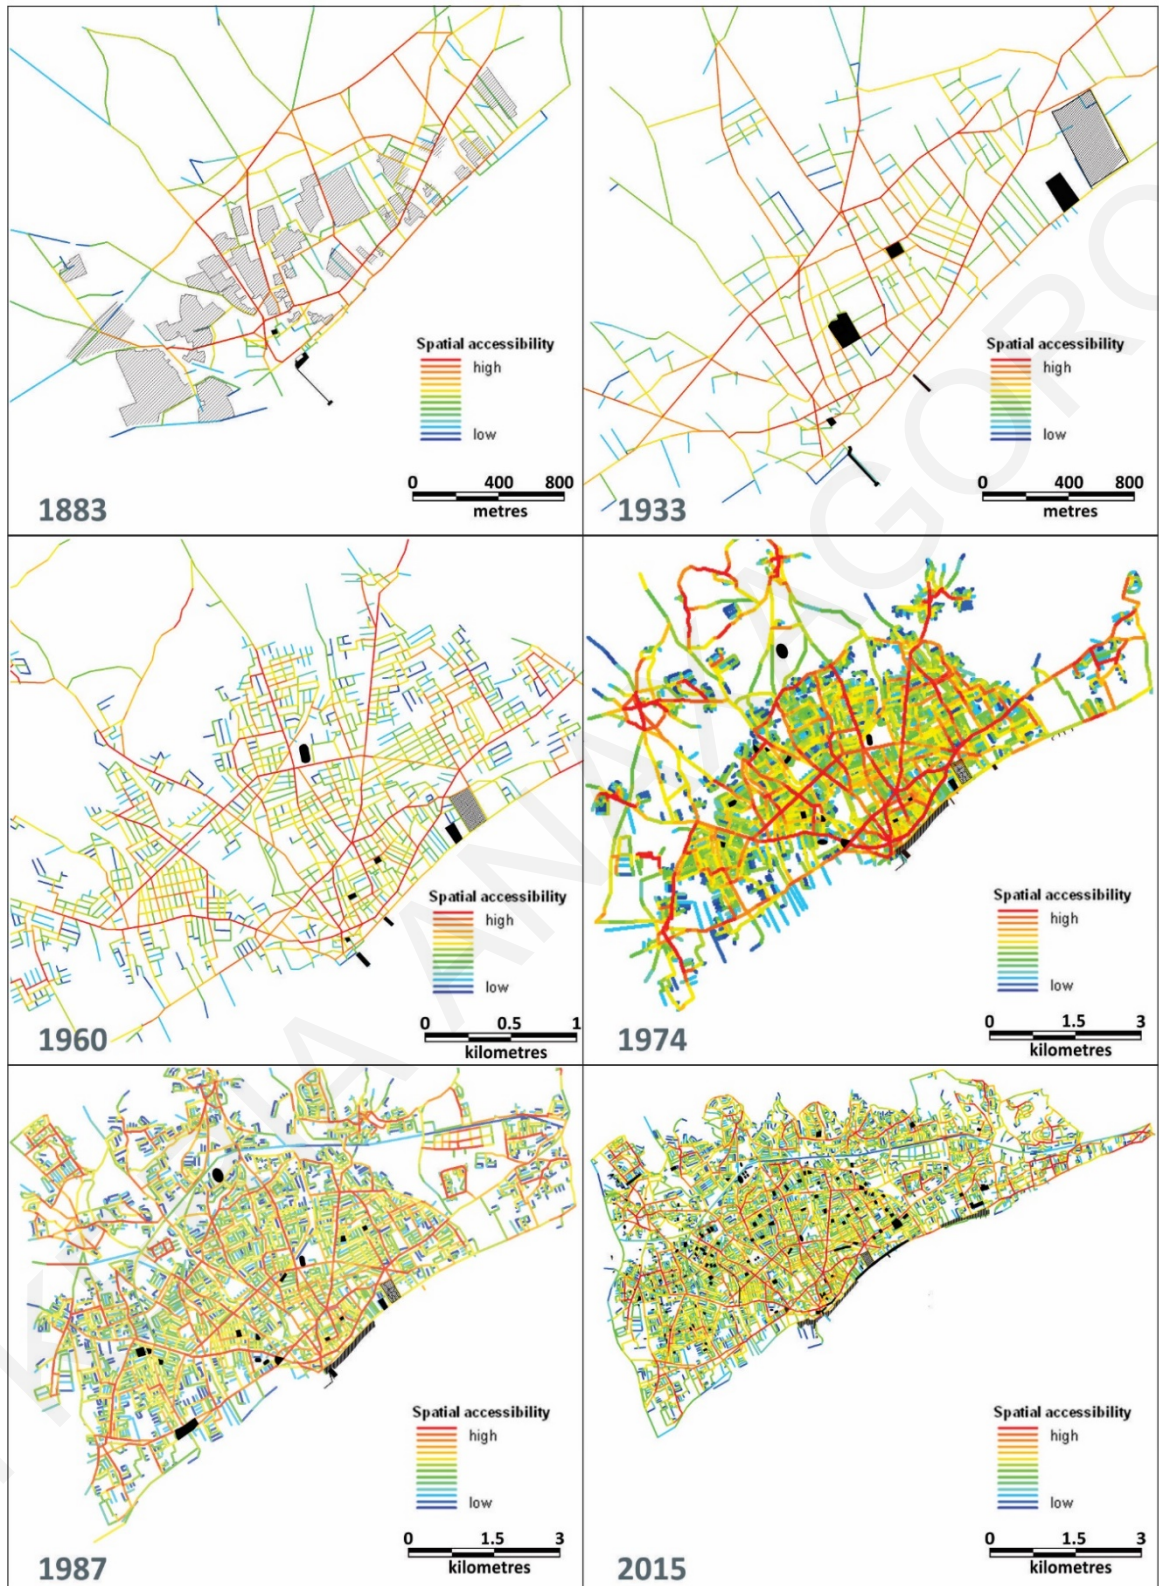 Spatial accessibility
high
low
0 400 800
metres
1883
Spatial accessibility
high
low
0 400 800
metres
1933
Spatial accessibility
high
low
0 0.5 1
kilometres
1960
Spatial accessibility
high
low
0 1.5 3
kilometres
1974
Spatial accessibility
high
low
0 1.5 3
kilometres
1987
Spatial accessibility
high
low
0 1.5 3
kilometres
2015